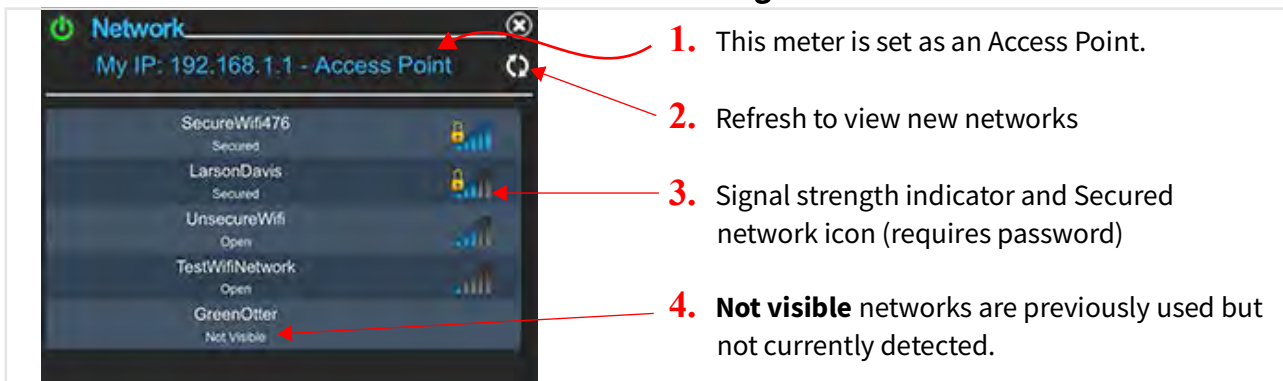 Network
My IP: 192.168.1.1 - Access Point
SecureWifi476
Secured
LarsonDavis
Secured
UnsecureWifi
Open
TestWifiNetwork
Open
GreenOtter
Not Visible
1. This meter is set as an Access Point.
2. Refresh to view new networks
3. Signal strength indicator and Secured
network icon (requires password)
4. Not visible networks are previously used but
not currently detected.